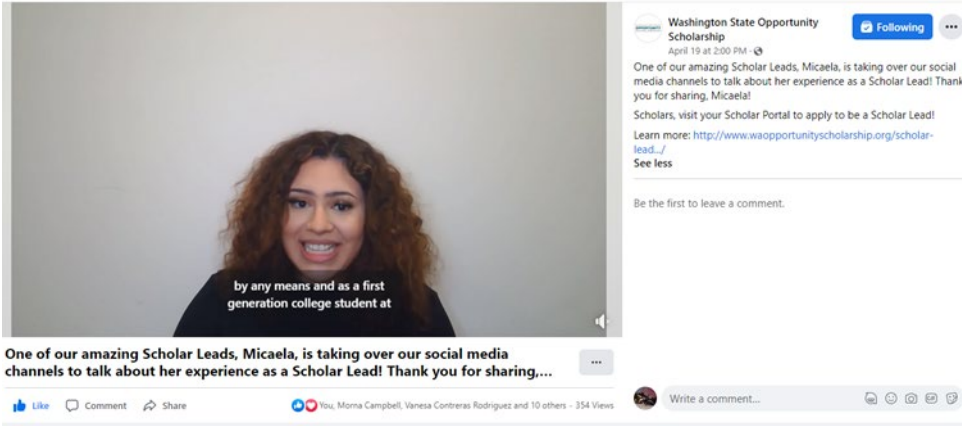 by any means and as a first
generation college student at
One of our amazing Scholar Leads, Micaela, is taking over our social media
channels to talk about her experience as a Scholar Lead! Thank you for sharing,...
Like
Comment
Share
You, Morna Campbell, Vanesa Contreras Rodriguez and 10 others · 354 Views
Washington State Opportunity
Scholarship
Following
April 19 at 2:00 PM ·
One of our amazing Scholar Leads, Micaela, is taking over our social
media channels to talk about her experience as a Scholar Lead! Thank
you for sharing, Micaela!
Scholars, visit your Scholar Portal to apply to be a Scholar Lead!
Learn more: http://www.waopportunityscholarship.org/scholar-
lead.../
See less
Be the first to leave a comment.
Write a comment...